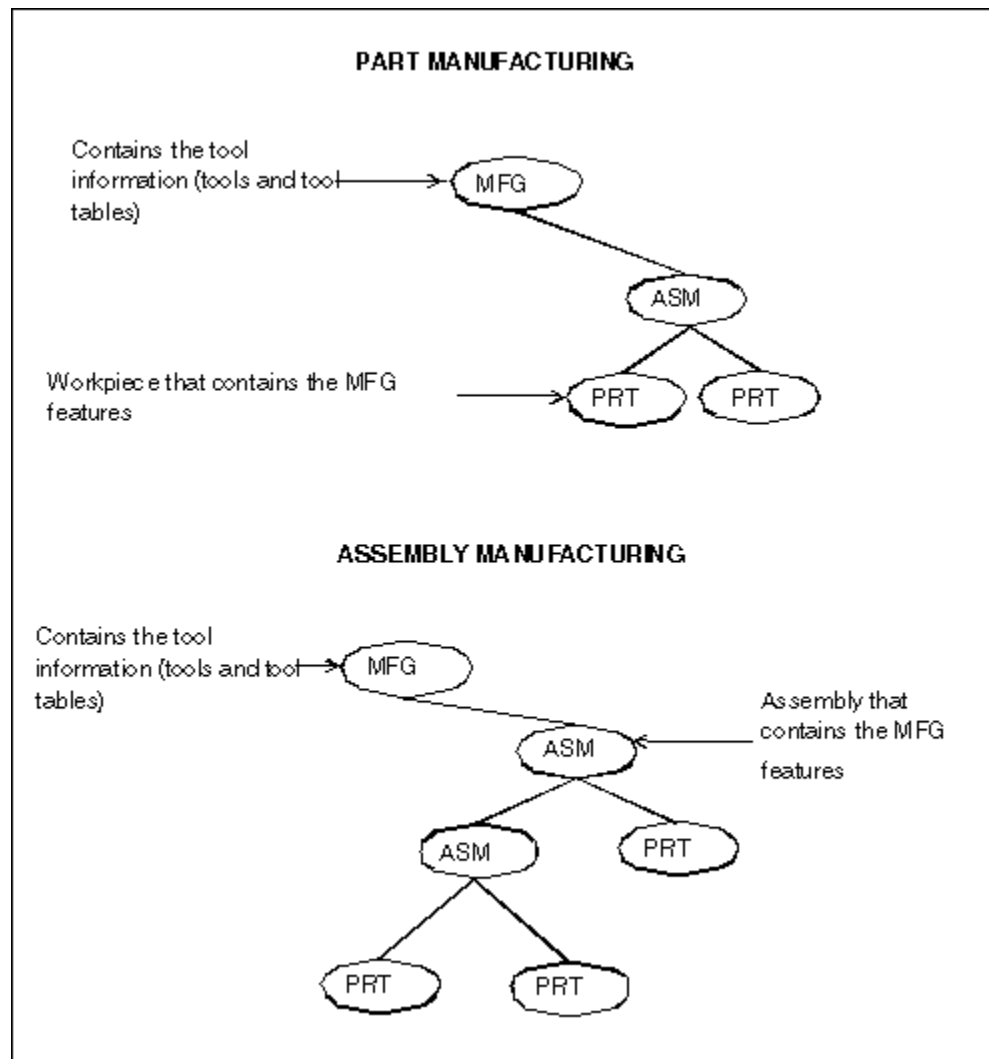 PART MANUFACTURING
Contains the tool
information (tools and tool
tables)
MFG
ASM
Workpiece that contains the MFG
features
PRT
PRT
ASSEMBLY MANUFACTURING
Contains the tool
information (tools and tool
tables)
MFG
Assembly that
contains the MFG
features
ASM
ASM
PRT
PRT
PRT